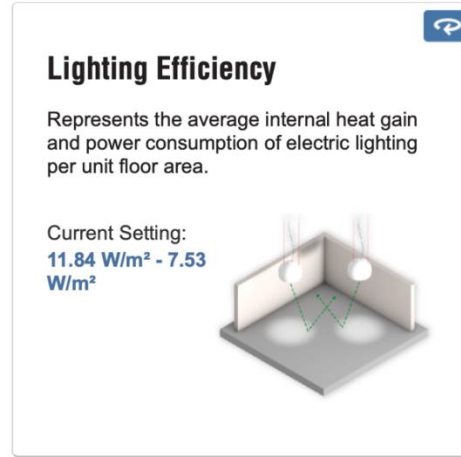 Lighting Efficiency
Represents the average internal heat gain
and power consumption of electric lighting
per unit floor area.
Current Setting:
11.84 W/m² - 7.53
W/m²